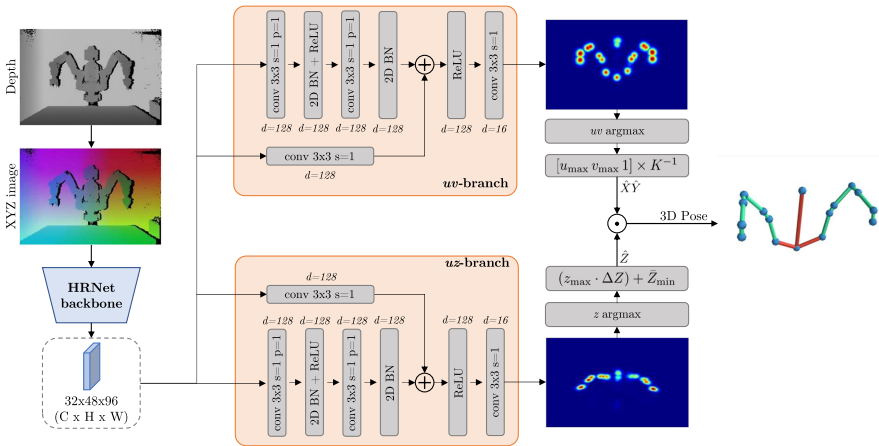 Depth
XYZ image
HRNet
backbone
32x48x96
(C x H x W)
conv 3x3 s=1 p=1
2D BN + ReLU
conv 3x3 s=1 p=1
2D BN
ReLU
conv 3x3 s=1
d=128
d=128
d=128
d=128
d=128
d=16
conv 3x3 s=1
d=128
uv-branch
uz-branch
d=128
conv 3x3 s=1
d=128
d=128
d=128
d=128
d=128
d=16
conv 3x3 s=1 p=1
2D BN + ReLU
conv 3x3 s=1 p=1
2D BN
ReLU
conv 3x3 s=1
uv argmax
[u_max v_max 1] × K⁻¹
X̂Ŷ
3D Pose
Ẑ
(z_max · ΔZ) + Z̄_min
z argmax